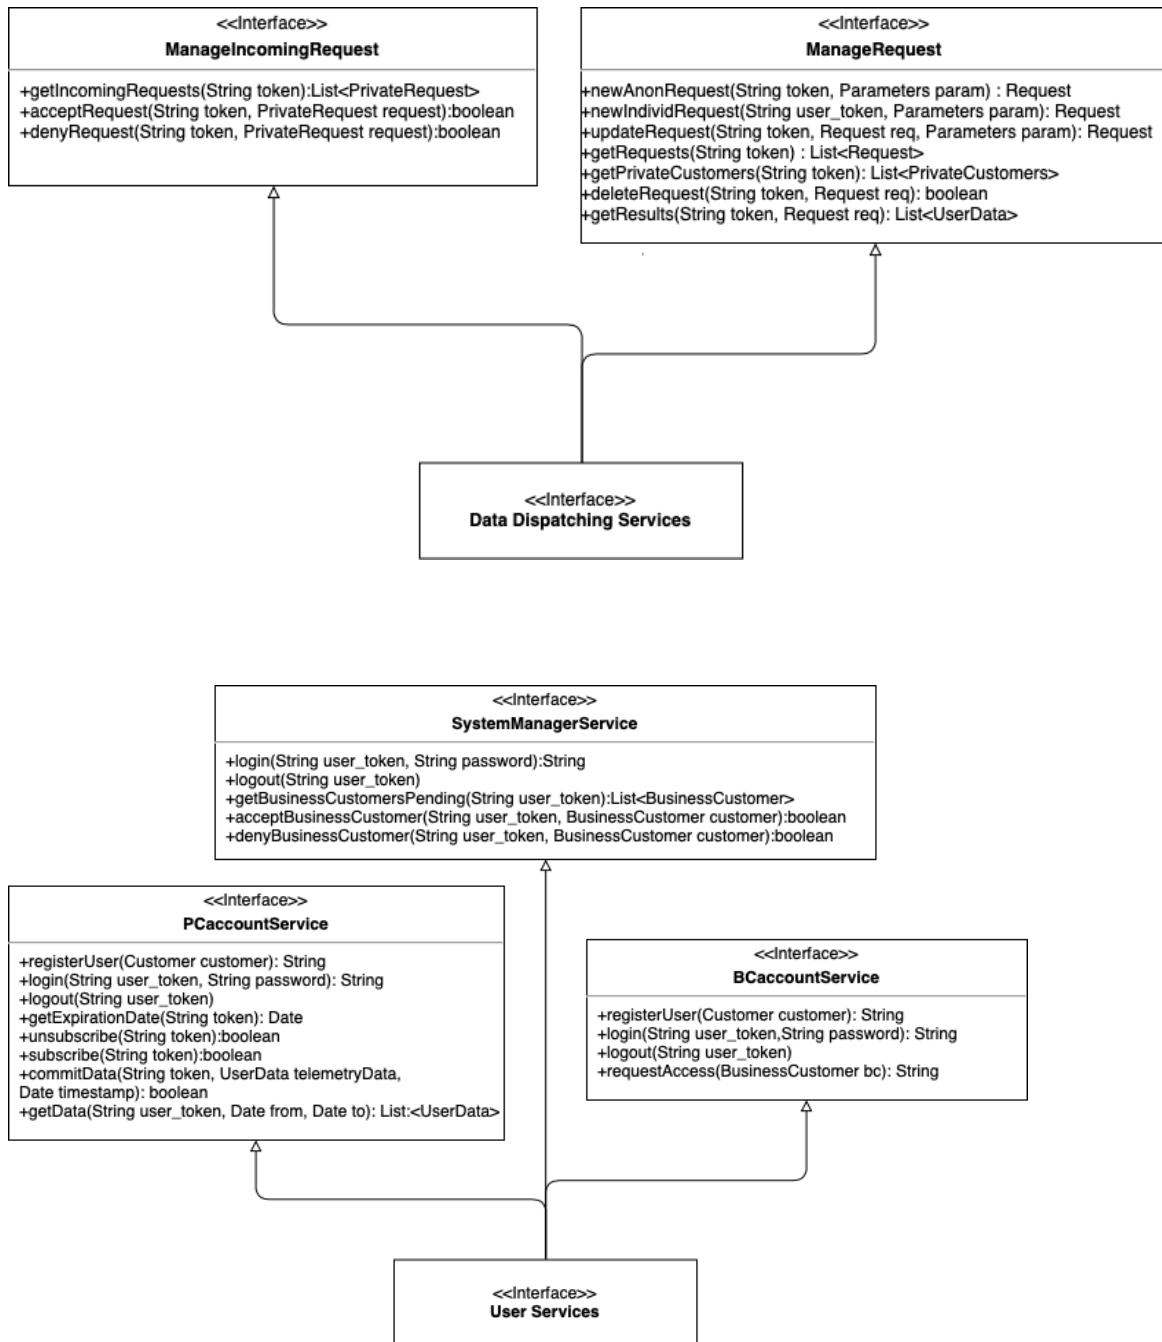 <<Interface>>
ManageIncomingRequest
+getIncomingRequests(String token):List<PrivateRequest>
+acceptRequest(String token, PrivateRequest request):boolean
+denyRequest(String token, PrivateRequest request):boolean
<<Interface>>
ManageRequest
+newAnonRequest(String token, Parameters param) : Request
+newIndividRequest(String user_token, Parameters param): Request
+updateRequest(String token, Request req, Parameters param): Request
+getRequests(String token) : List<Request>
+getPrivateCustomers(String token): List<PrivateCustomers>
+deleteRequest(String token, Request req): boolean
+getResults(String token, Request req): List<UserData>
<<Interface>>
Data Dispatching Services
<<Interface>>
SystemManagerService
+login(String user_token, String password):String
+logout(String user_token)
+getBusinessCustomersPending(String user_token):List<BusinessCustomer>
+acceptBusinessCustomer(String user_token, BusinessCustomer customer):boolean
+denyBusinessCustomer(String user_token, BusinessCustomer customer):boolean
<<Interface>>
PCaccountService
+registerUser(Customer customer): String
+login(String user_token, String password): String
+logout(String user_token)
+getExpirationDate(String token): Date
+unsubscribe(String token):boolean
+subscribe(String token):boolean
+commitData(String token, UserData telemetryData,
Date timestamp): boolean
+getData(String user_token, Date from, Date to): List:<UserData>
<<Interface>>
BCaccountService
+registerUser(Customer customer): String
+login(String user_token,String password): String
+logout(String user_token)
+requestAccess(BusinessCustomer bc): String
<<Interface>>
User Services